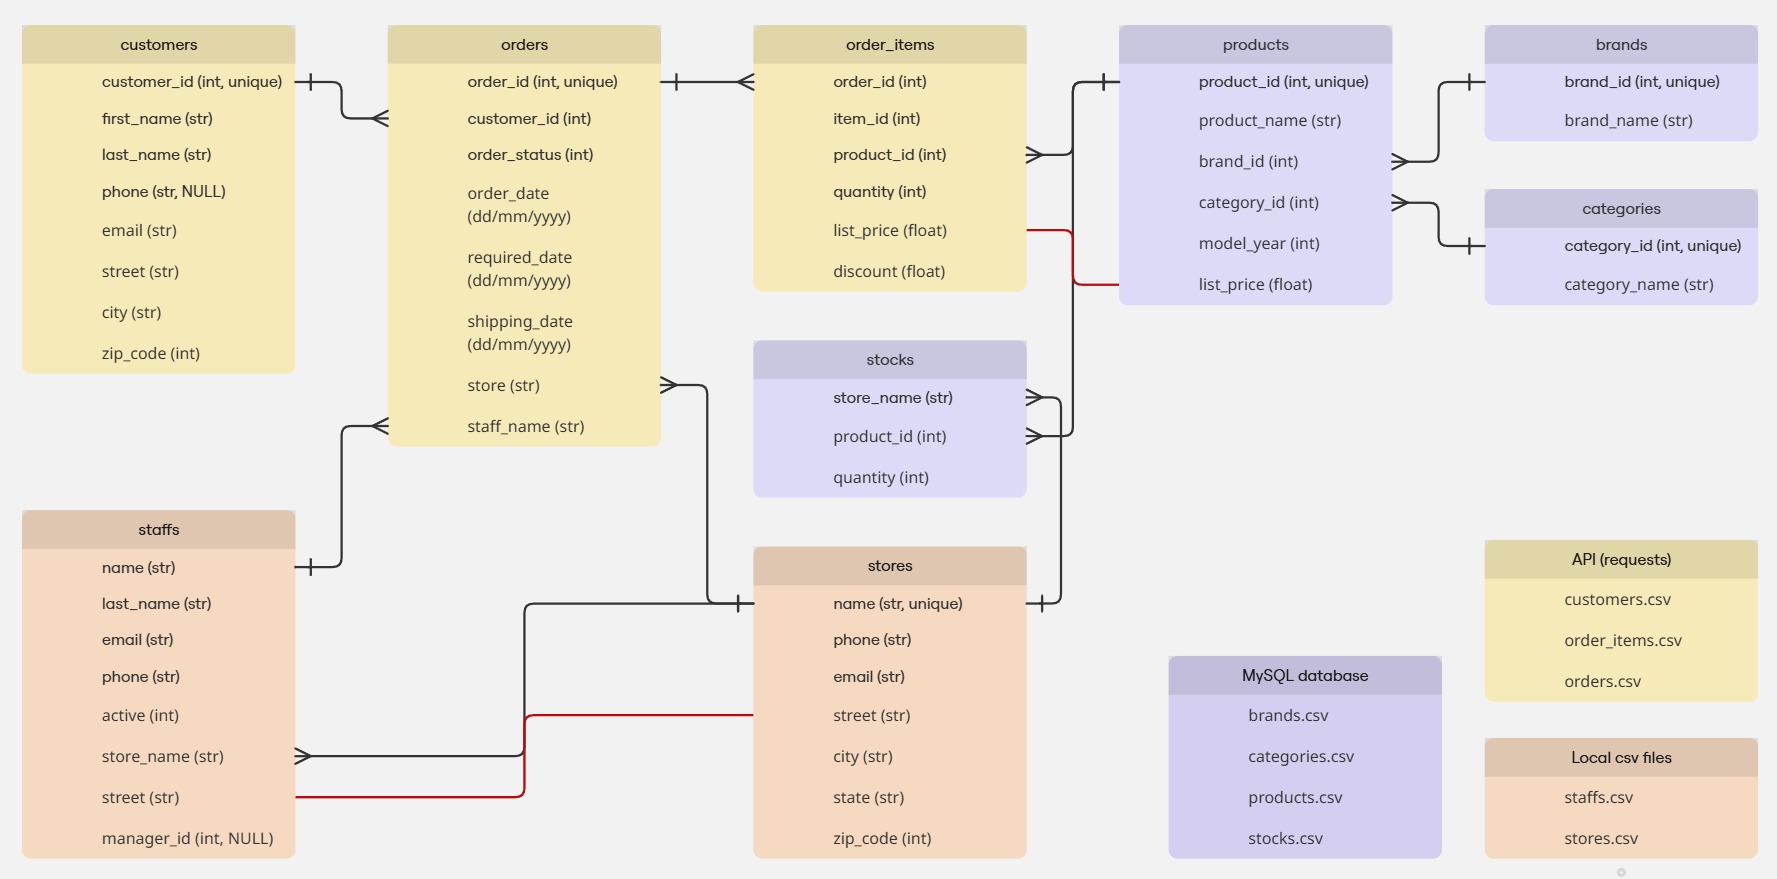 customers
customer_id (int, unique)
first_name (str)
last_name (str)
phone (str, NULL)
email (str)
street (str)
city (str)
zip_code (int)
orders
order_id (int, unique)
customer_id (int)
order_status (int)
order_date
(dd/mm/yyyy)
required_date
(dd/mm/yyyy)
shipping_date
(dd/mm/yyyy)
store (str)
staff_name (str)
order_items
order_id (int)
item_id (int)
product_id (int)
quantity (int)
list_price (float)
discount (float)
products
product_id (int, unique)
product_name (str)
brand_id (int)
category_id (int)
model_year (int)
list_price (float)
brands
brand_id (int, unique)
brand_name (str)
categories
category_id (int, unique)
category_name (str)
stocks
store_name (str)
product_id (int)
quantity (int)
staffs
name (str)
last_name (str)
email (str)
phone (str)
active (int)
store_name (str)
street (str)
manager_id (int, NULL)
stores
name (str, unique)
phone (str)
email (str)
street (str)
city (str)
state (str)
zip_code (int)
MySQL database
brands.csv
categories.csv
products.csv
stocks.csv
API (requests)
customers.csv
order_items.csv
orders.csv
Local csv files
staffs.csv
stores.csv